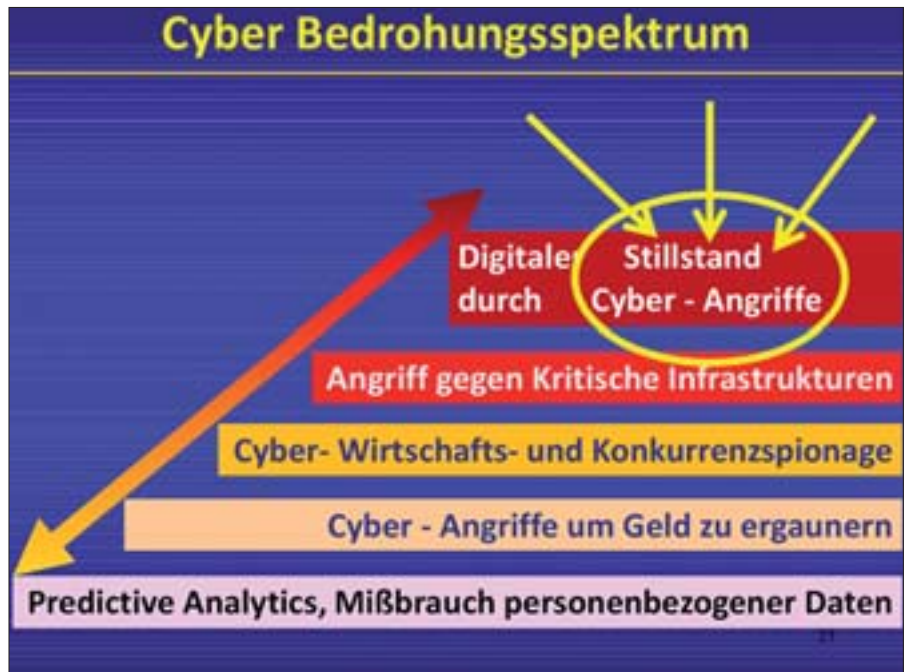 Cyber Bedrohungsspektrum
Digitaler Stillstand
durch Cyber - Angriffe
Angriff gegen Kritische Infrastrukturen
Cyber- Wirtschafts- und Konkurrenzspionage
Cyber - Angriffe um Geld zu ergaunern
Predictive Analytics, Mißbrauch personenbezogener Daten